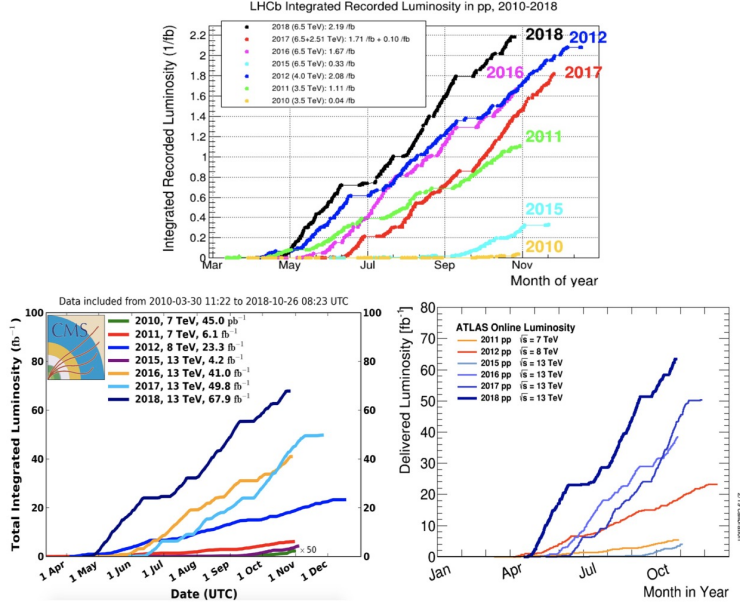 LHCb Integrated Recorded Luminosity in pp, 2010-2018
Integrated Recorded Luminosity (1/fb)
2.2
2
1.8
1.6
1.4
1.2
1
0.8
0.6
0.4
0.2
0
2018 (6.5 TeV): 2.19 /fb
2017 (6.5+2.51 TeV): 1.71 /fb + 0.10 /fb
2016 (6.5 TeV): 1.67 /fb
2015 (6.5 TeV): 0.33 /fb
2012 (4.0 TeV): 2.08 /fb
2011 (3.5 TeV): 1.11 /fb
2010 (3.5 TeV): 0.04 /fb
2018
2012
2016
2017
2011
2015
2010
Mar May Jul Sep Nov
Month of year
Data included from 2010-03-30 11:22 to 2018-10-26 08:23 UTC
Total Integrated Luminosity (fb⁻¹)
100
80
60
40
20
0
CMS
2010, 7 TeV, 45.0 pb⁻¹
2011, 7 TeV, 6.1 fb⁻¹
2012, 8 TeV, 23.3 fb⁻¹
2015, 13 TeV, 4.2 fb⁻¹
2016, 13 TeV, 41.0 fb⁻¹
2017, 13 TeV, 49.8 fb⁻¹
2018, 13 TeV, 67.9 fb⁻¹
100
80
60
40
20
0
× 50
1 Apr 1 May 1 Jun 1 Jul 1 Aug 1 Sep 1 Oct 1 Nov 1 Dec
Date (UTC)
Delivered Luminosity [fb⁻¹]
80
70
60
50
40
30
20
10
0
ATLAS Online Luminosity
2011 pp √s = 7 TeV
2012 pp √s = 8 TeV
2015 pp √s = 13 TeV
2016 pp √s = 13 TeV
2017 pp √s = 13 TeV
2018 pp √s = 13 TeV
Jan Apr Jul Oct
Month in Year